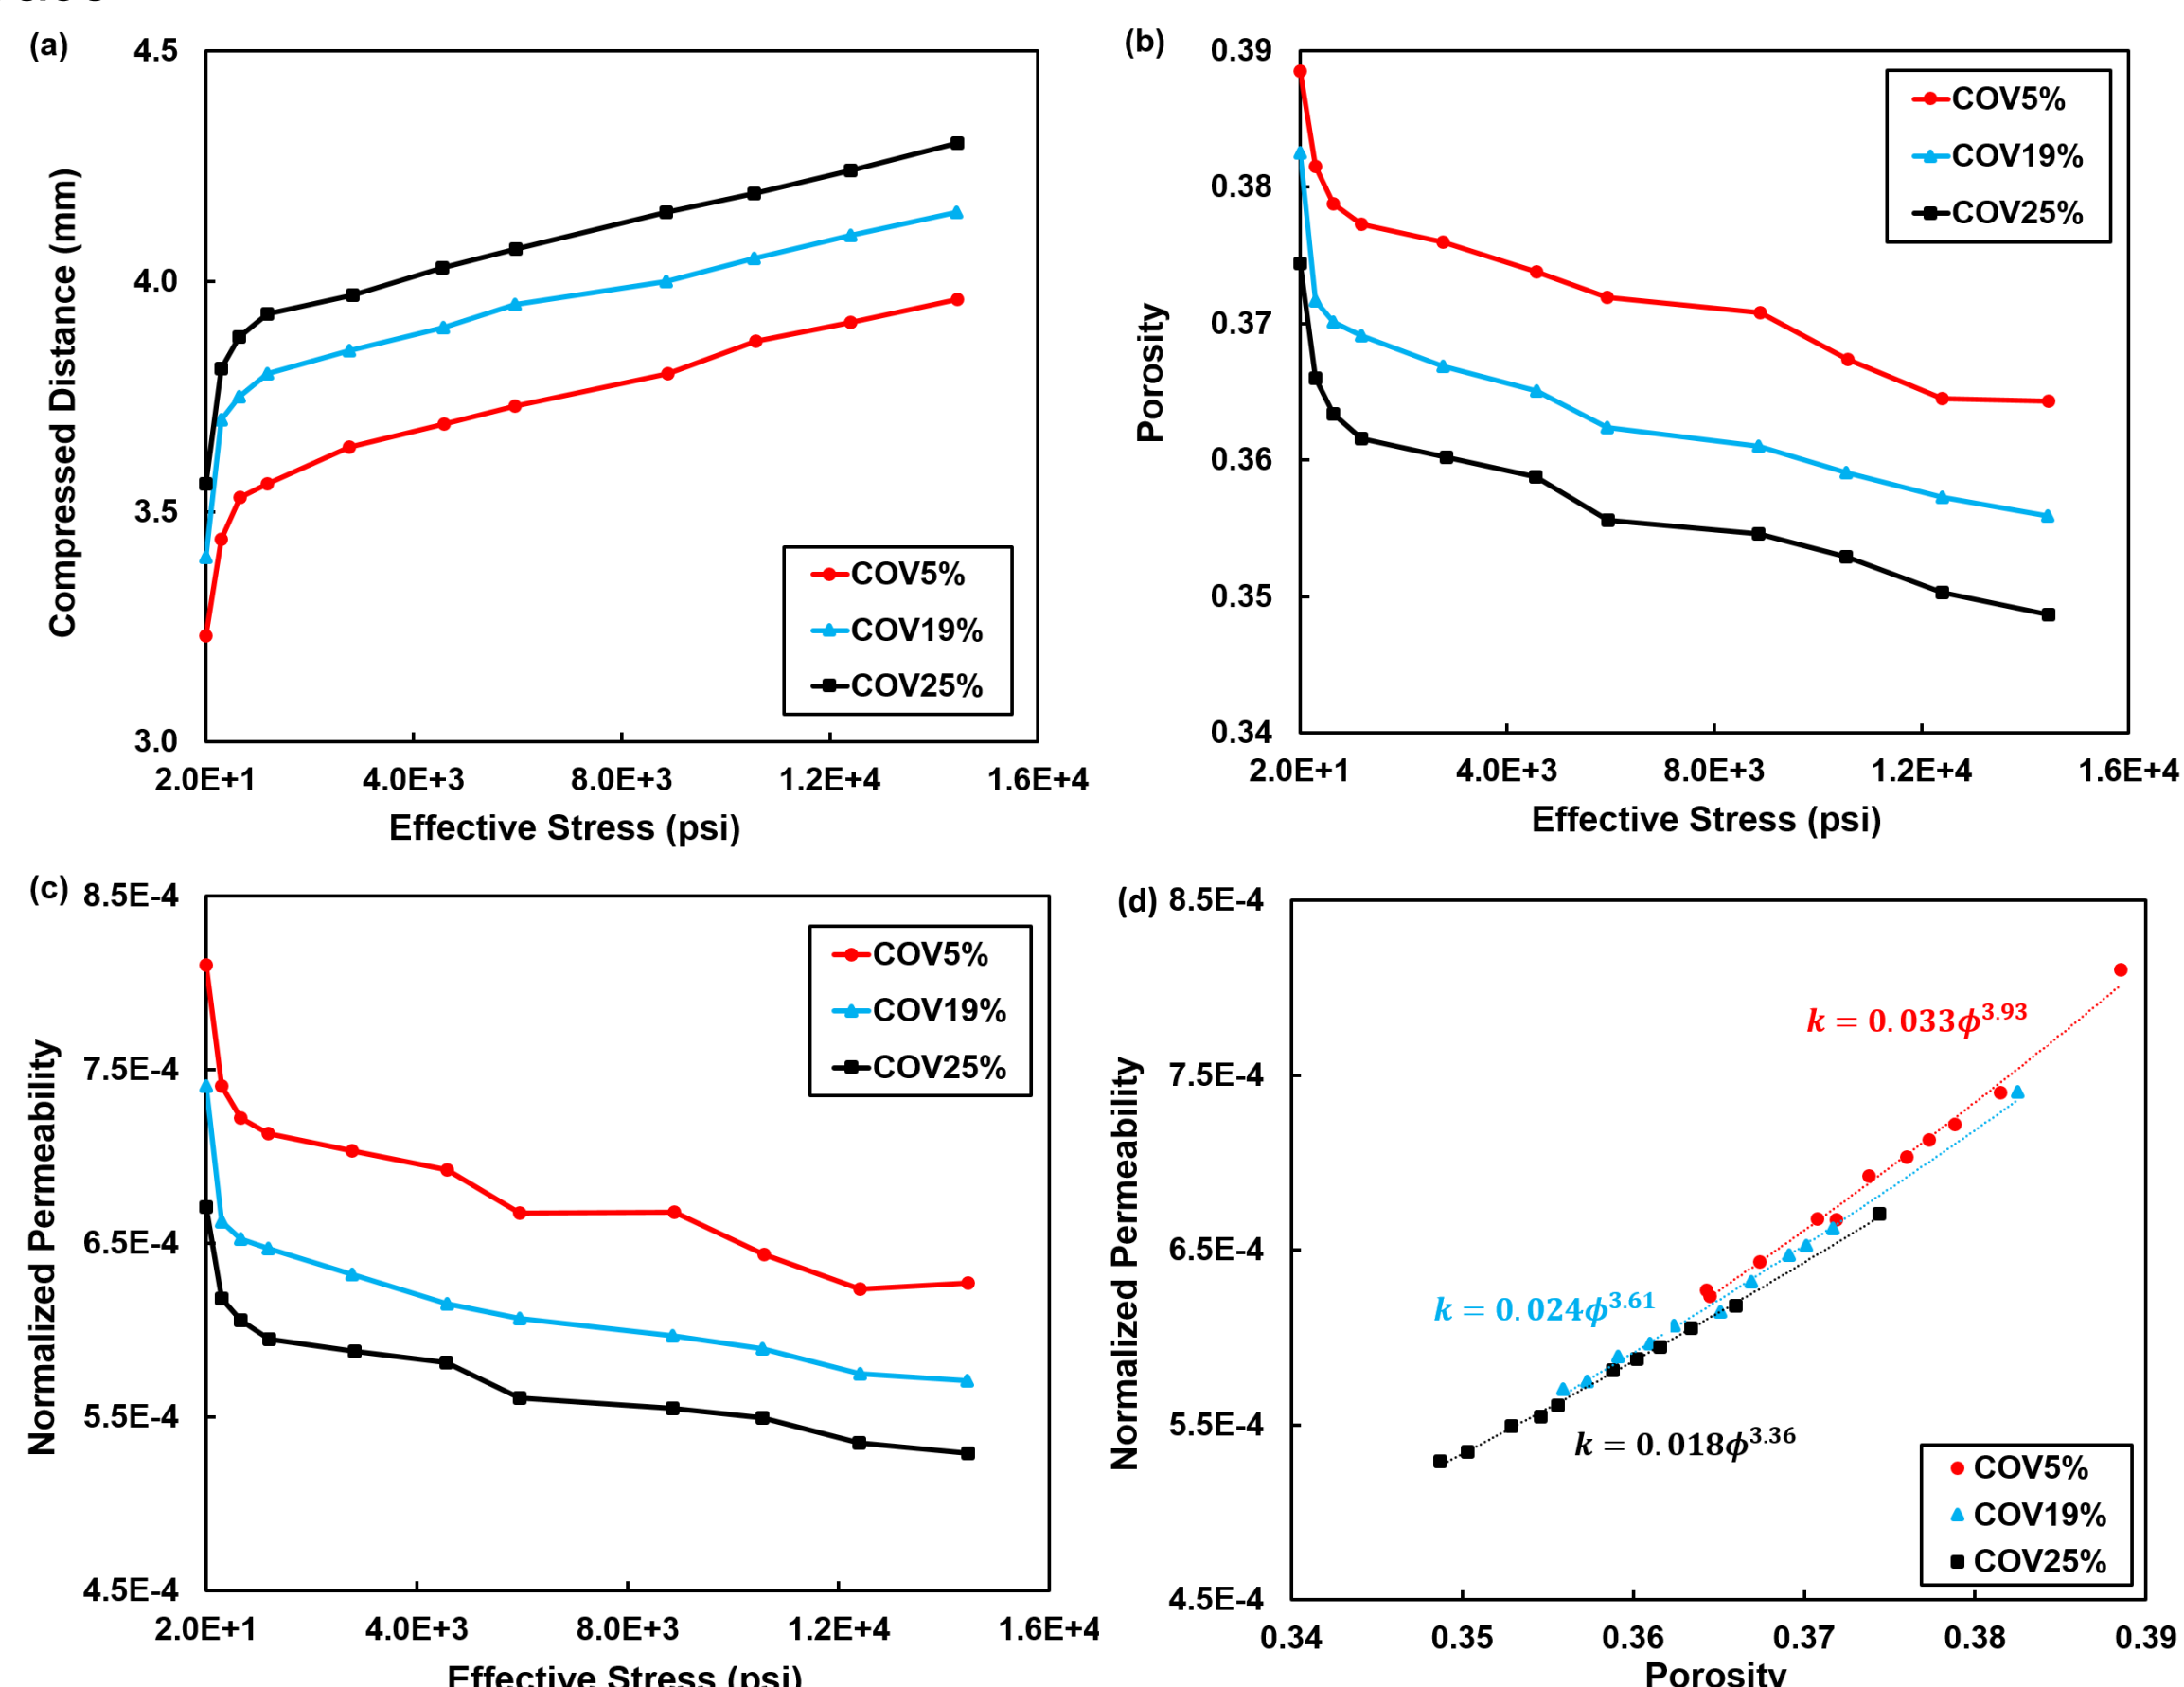 (a)
4.5
4.0
3.5
3.0
Compressed Distance (mm)
2.0E+1 4.0E+3 8.0E+3 1.2E+4 1.6E+4
Effective Stress (psi)
COV5%
COV19%
COV25%
(b)
0.39
0.38
0.37
0.36
0.35
0.34
Porosity
2.0E+1 4.0E+3 8.0E+3 1.2E+4 1.6E+4
Effective Stress (psi)
COV5%
COV19%
COV25%
(c)
8.5E-4
7.5E-4
6.5E-4
5.5E-4
4.5E-4
Normalized Permeability
2.0E+1 4.0E+3 8.0E+3 1.2E+4 1.6E+4
Effective Stress (psi)
COV5%
COV19%
COV25%
(d)
8.5E-4
7.5E-4
6.5E-4
5.5E-4
4.5E-4
Normalized Permeability
0.34 0.35 0.36 0.37 0.38 0.39
Porosity
k = 0.033ϕ^3.93
k = 0.024ϕ^3.61
k = 0.018ϕ^3.36
COV5%
COV19%
COV25%